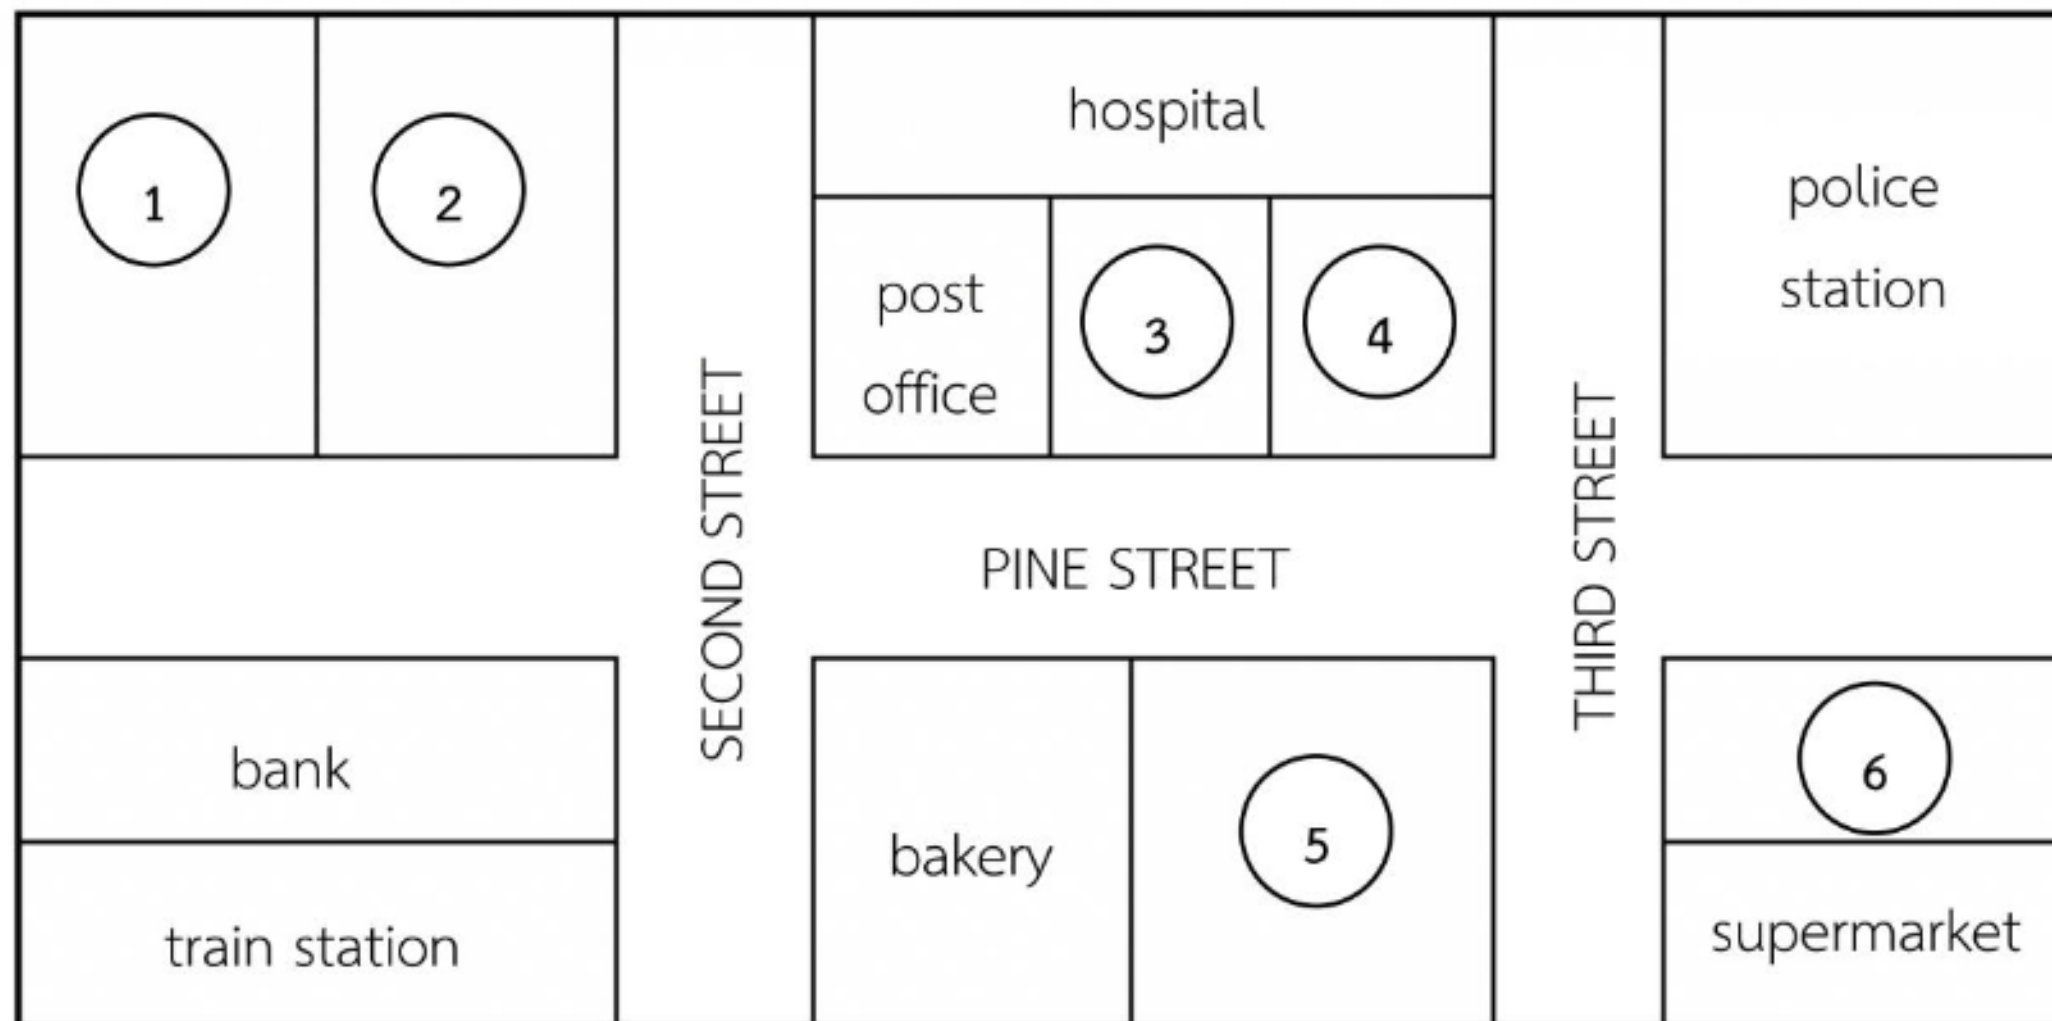 1
2
hospital
police
station
post
office
3
4
SECOND STREET
PINE STREET
THIRD STREET
bank
train station
bakery
5
6
supermarket